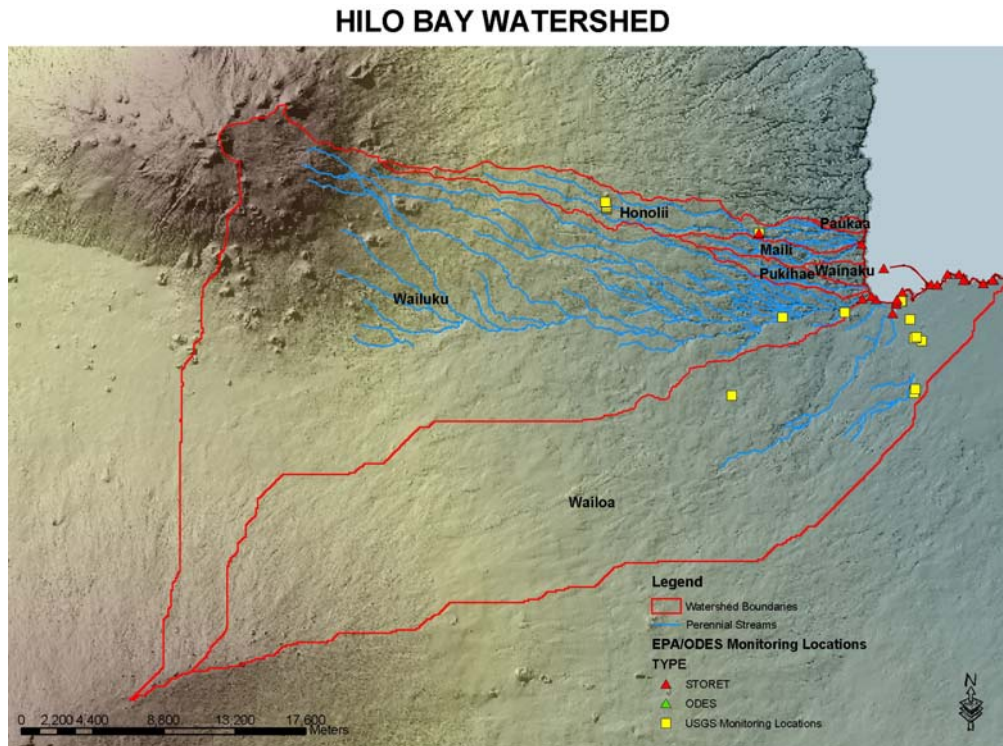 HILO BAY WATERSHED
Honolii
Paukaa
Maili
Pukihae
Wainaku
Wailuku
Wailoa
Legend
Watershed Boundaries
Perennial Streams
EPA/ODES Monitoring Locations
TYPE
STORET
ODES
USGS Monitoring Locations
N
0 2,200 4,400 8,800 13,200 17,600
Meters